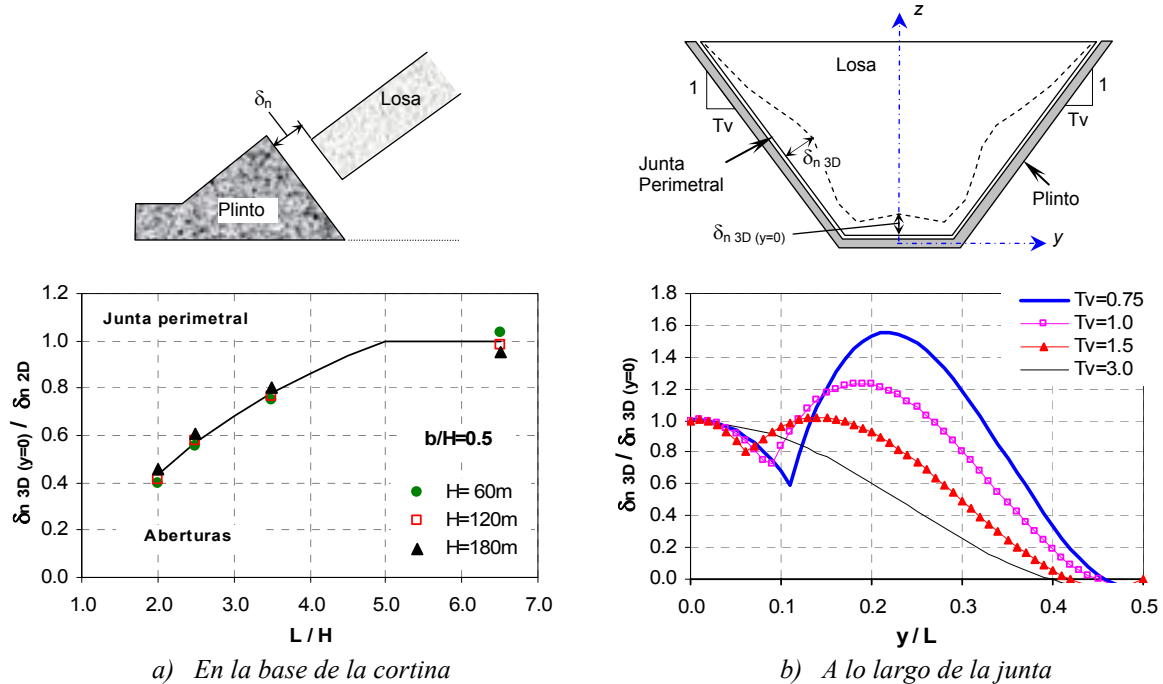 δn
Losa
Plinto
z
Losa
1
Tv
1
Tv
δn 3D
Junta
Perimetral
Plinto
δn 3D (y=0)
y
δn 3D (y=0) / δn 2D
1.2
1.0
0.8
0.6
0.4
0.2
0.0
Junta perimetral
b/H=0.5
H= 60m
H=120m
H=180m
Aberturas
1.0 2.0 3.0 4.0 5.0 6.0 7.0
L / H
a) En la base de la cortina
δn 3D / δn 3D (y=0)
1.8
1.6
1.4
1.2
1.0
0.8
0.6
0.4
0.2
0.0
Tv=0.75
Tv=1.0
Tv=1.5
Tv=3.0
0.0 0.1 0.2 0.3 0.4 0.5
y / L
b) A lo largo de la junta